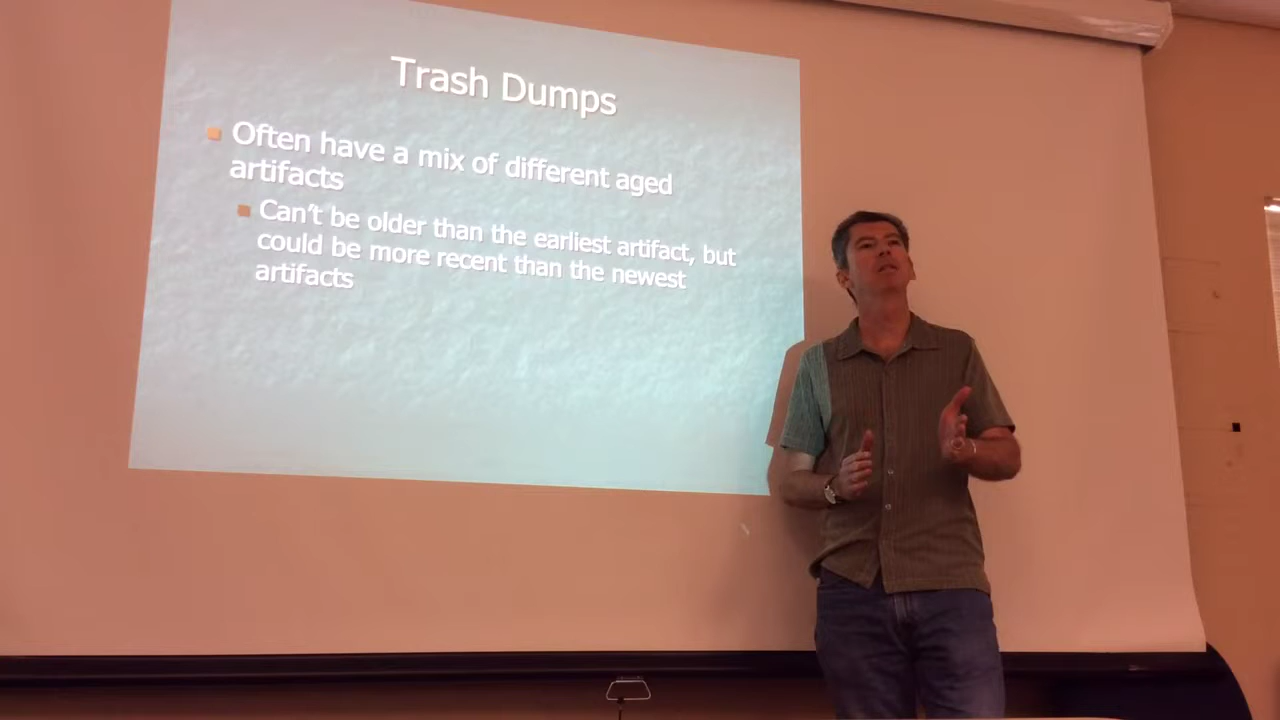 Trash Dumps
Often have a mix of different aged
artifacts
Can't be older than the earliest artifact, but
could be more recent than the newest
artifacts